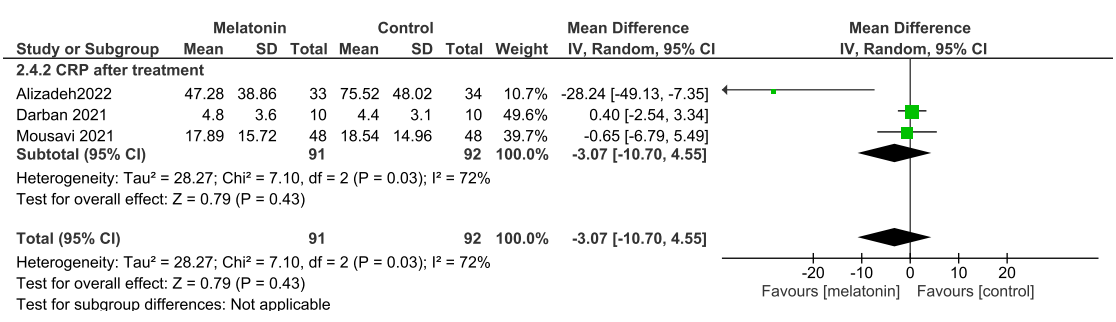 Melatonin Control Mean Difference Mean Difference
Study or Subgroup Mean SD Total Mean SD Total Weight IV, Random, 95% CI IV, Random, 95% CI
2.4.2 CRP after treatment
Alizadeh2022 47.28 38.86 33 75.52 48.02 34 10.7% -28.24 [-49.13, -7.35]
Darban 2021 4.8 3.6 10 4.4 3.1 10 49.6% 0.40 [-2.54, 3.34]
Mousavi 2021 17.89 15.72 48 18.54 14.96 48 39.7% -0.65 [-6.79, 5.49]
Subtotal (95% CI) 91 92 100.0% -3.07 [-10.70, 4.55]
Heterogeneity: Tau² = 28.27; Chi² = 7.10, df = 2 (P = 0.03); I² = 72%
Test for overall effect: Z = 0.79 (P = 0.43)
Total (95% CI) 91 92 100.0% -3.07 [-10.70, 4.55]
Heterogeneity: Tau² = 28.27; Chi² = 7.10, df = 2 (P = 0.03); I² = 72%
Test for overall effect: Z = 0.79 (P = 0.43)
Test for subgroup differences: Not applicable
-20 -10 0 10 20
Favours [melatonin] Favours [control]